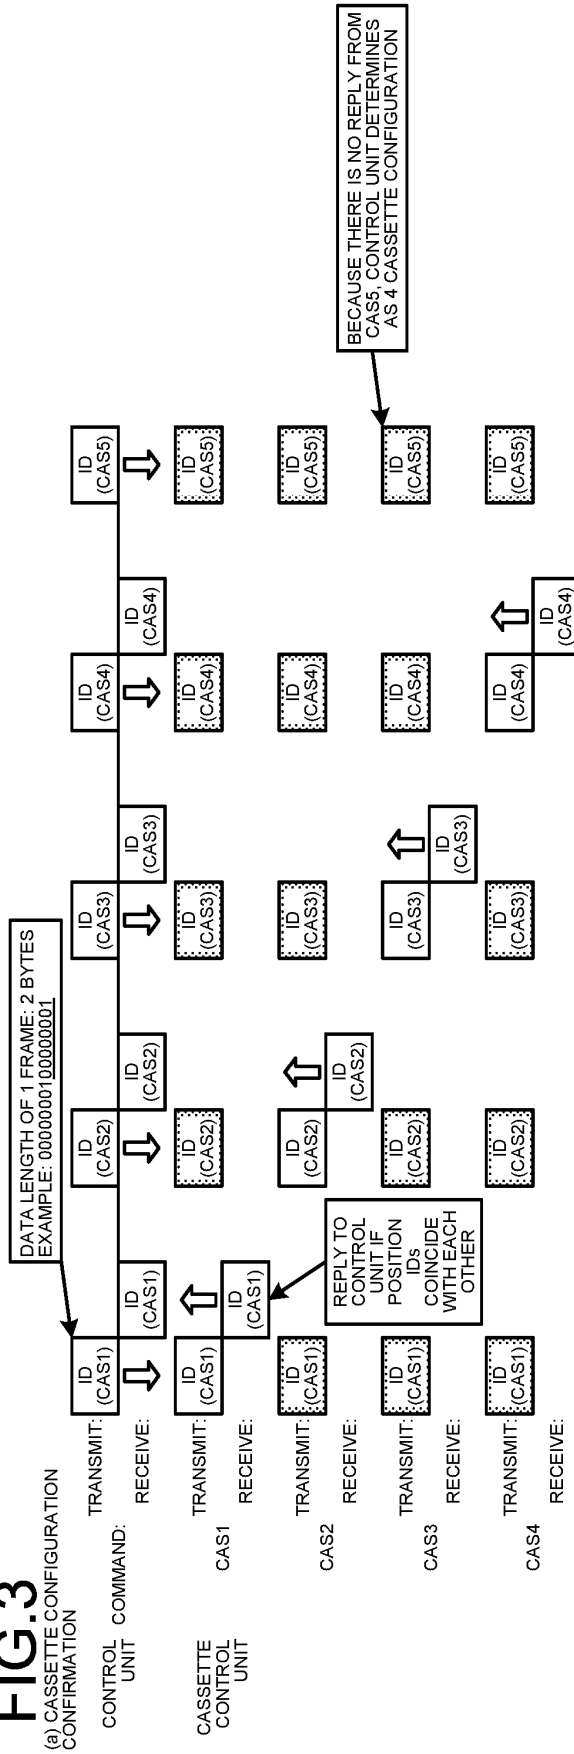 FIG.3
(a) CASSETTE CONFIGURATION
CONFIRMATION
DATA LENGTH OF 1 FRAME: 2 BYTES
EXAMPLE: 0000000100000001
CONTROL
UNIT
COMMAND:
TRANSMIT:
ID
(CAS1)
ID
(CAS2)
ID
(CAS3)
ID
(CAS4)
ID
(CAS5)
RECEIVE:
ID
(CAS1)
ID
(CAS2)
ID
(CAS3)
ID
(CAS4)
CASSETTE
CONTROL
UNIT
CAS1
TRANSMIT:
ID
(CAS1)
ID
(CAS2)
ID
(CAS3)
ID
(CAS4)
ID
(CAS5)
RECEIVE:
ID
(CAS1)
CAS2
TRANSMIT:
ID
(CAS1)
ID
(CAS2)
ID
(CAS3)
ID
(CAS4)
ID
(CAS5)
RECEIVE:
ID
(CAS2)
REPLY TO
CONTROL
UNIT IF
POSITION
IDs
COINCIDE
WITH EACH
OTHER
BECAUSE THERE IS NO REPLY FROM
CAS5, CONTROL UNIT DETERMINES
AS 4 CASSETTE CONFIGURATION
CAS3
TRANSMIT:
ID
(CAS1)
ID
(CAS2)
ID
(CAS3)
ID
(CAS4)
ID
(CAS5)
RECEIVE:
ID
(CAS3)
CAS4
TRANSMIT:
ID
(CAS1)
ID
(CAS2)
ID
(CAS3)
ID
(CAS4)
ID
(CAS5)
RECEIVE:
ID
(CAS4)